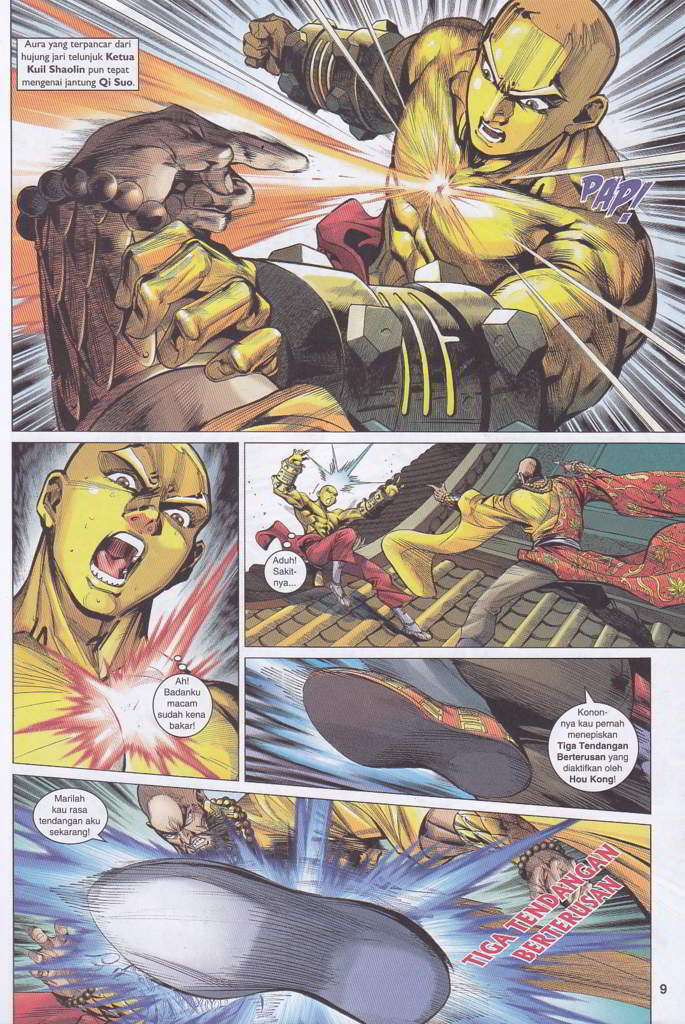 Aura yang terpancar dari
hujung jari telunjuk Ketua
Kuil Shaolin pun tepat
mengenai jantung Qi Suo.
PAP!
Ah!
Badanku
macam
sudah kena
bakar!
Aduh!
Sakit-
nya...
Konon-
nya kau pernah
menepiskan
Tiga Tendangan
Berterusan yang
diaktifkan oleh
Hou Kong!
Marilah
kau rasa
tendangan aku
sekarang!
TIGA TENDANGAN
BERTERUSAN
9